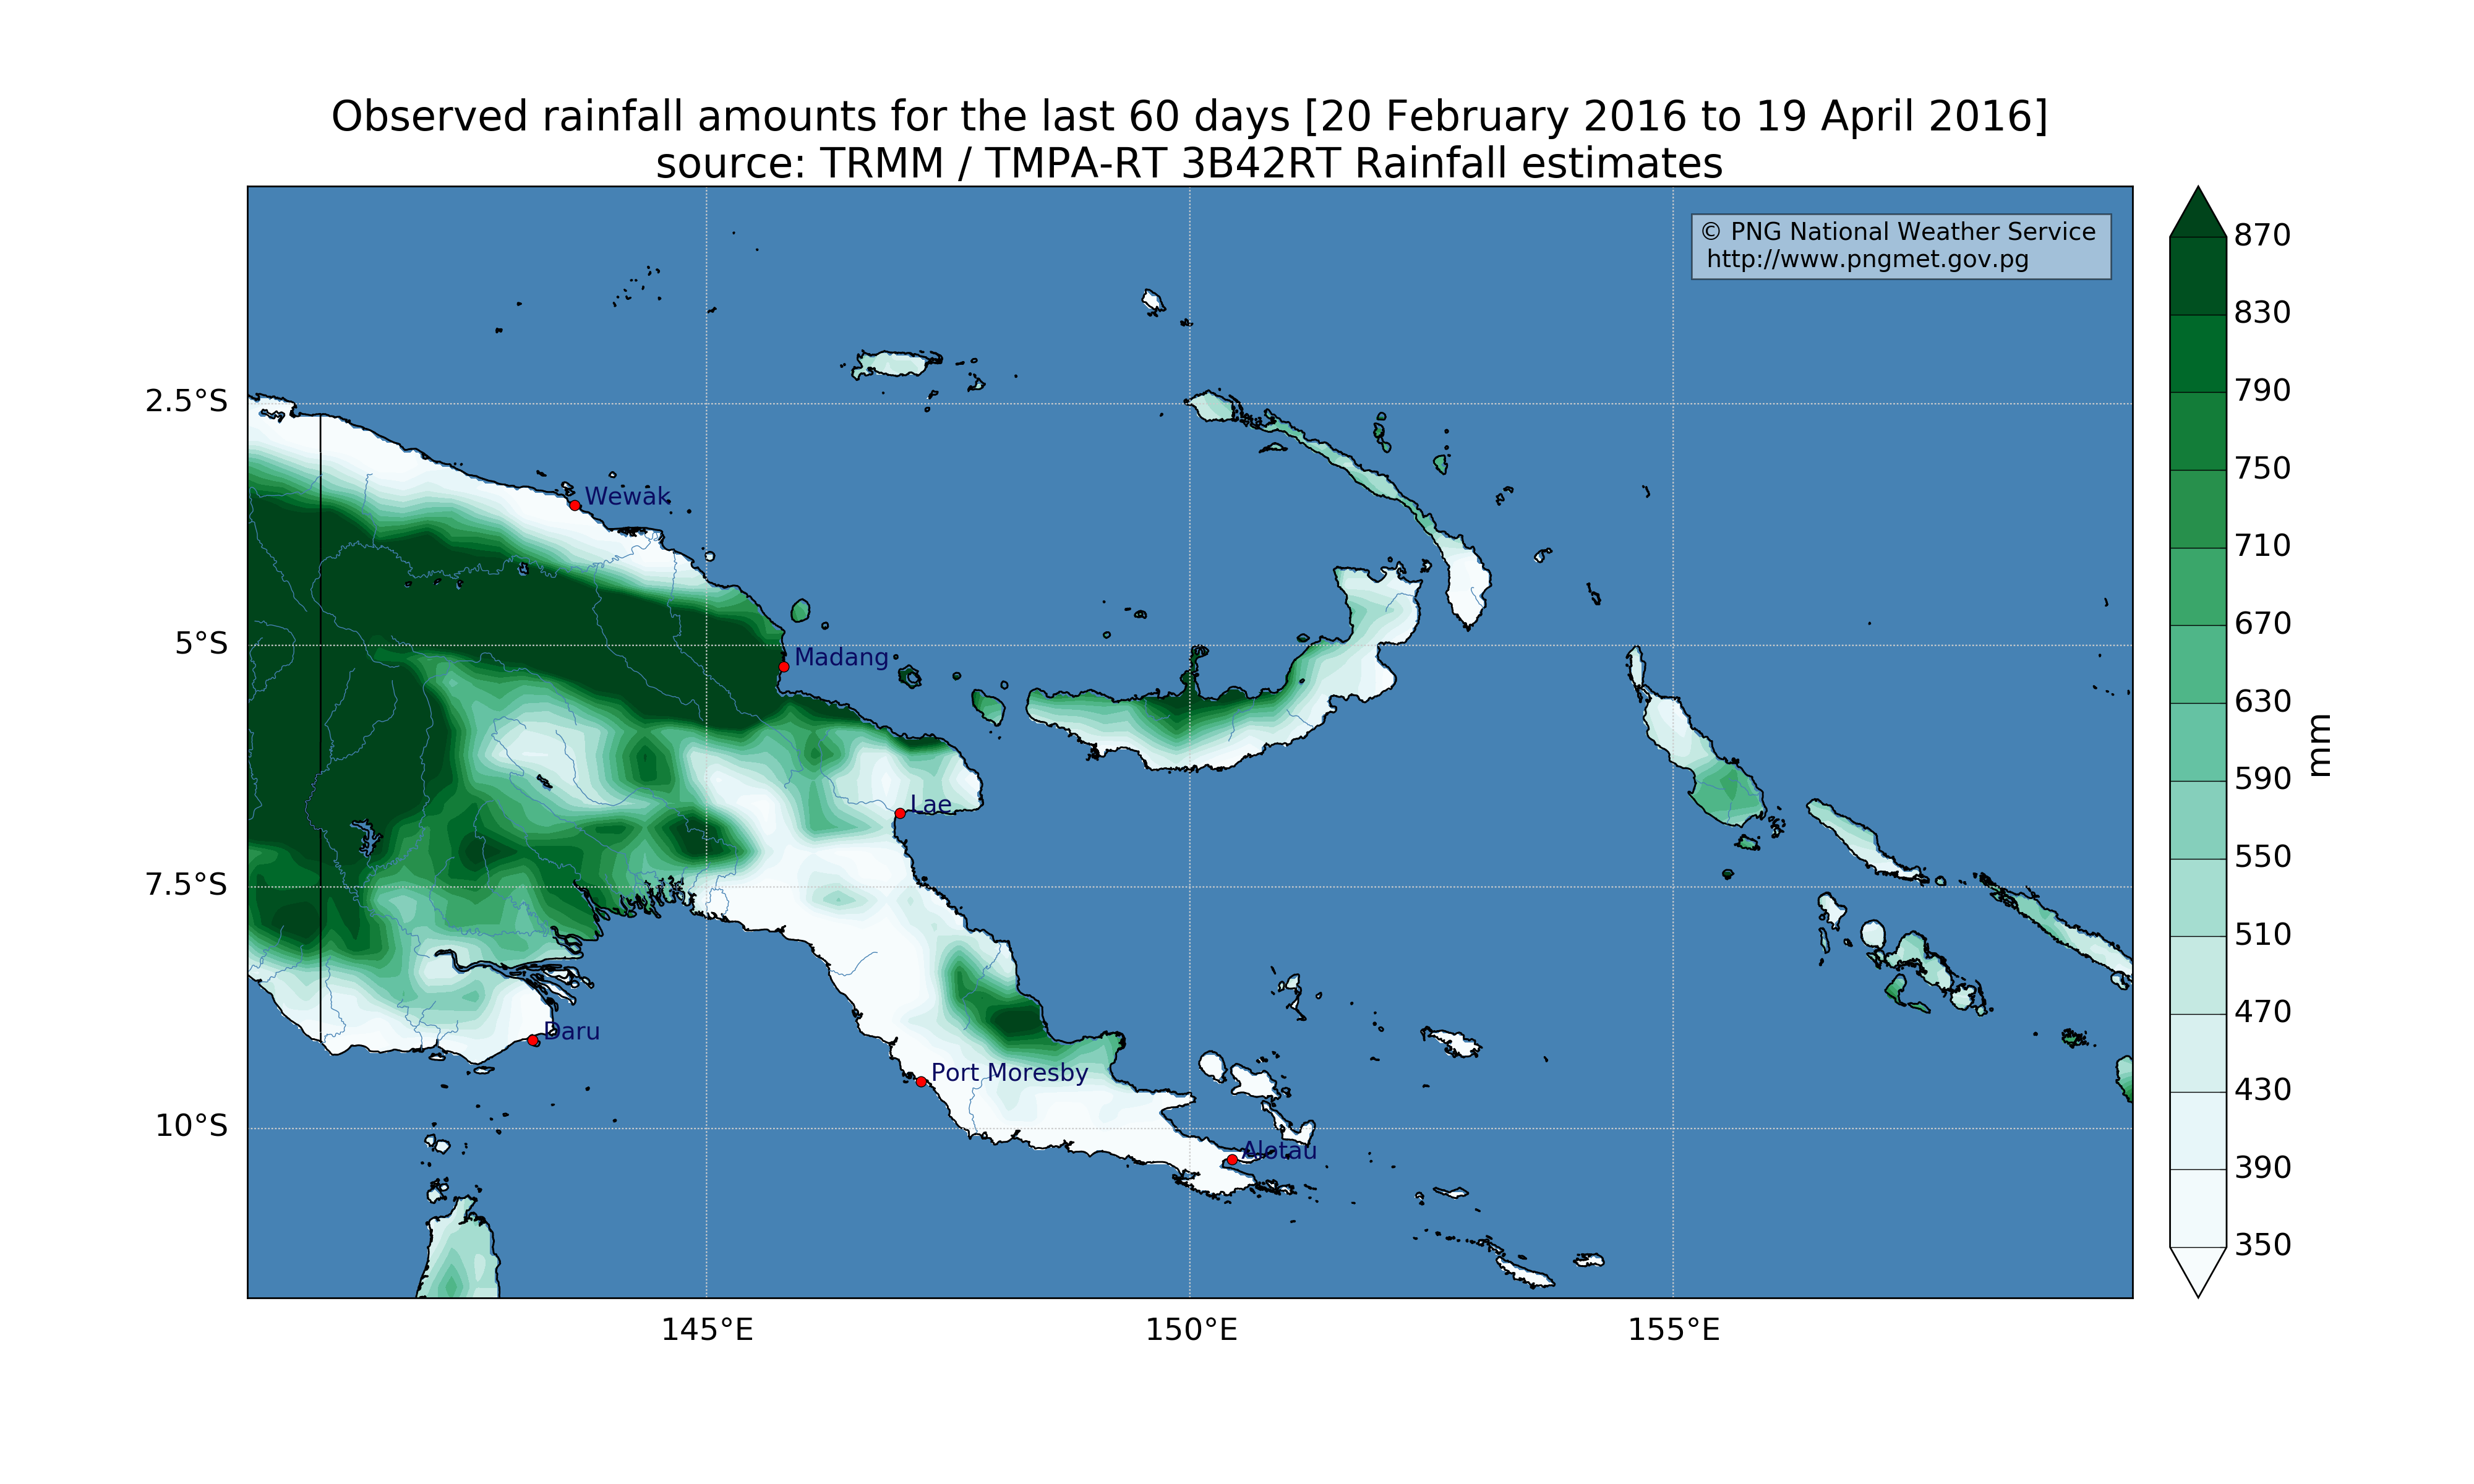 Observed rainfall amounts for the last 60 days [20 February 2016 to 19 April 2016]
source: TRMM / TMPA-RT 3B42RT Rainfall estimates
© PNG National Weather Service
http://www.pngmet.gov.pg
870
830
790
750
710
670
630
590
550
510
470
430
390
350
mm
2.5°S
5°S
7.5°S
10°S
Wewak
Madang
Lae
Daru
Port Moresby
Alotau
145°E
150°E
155°E